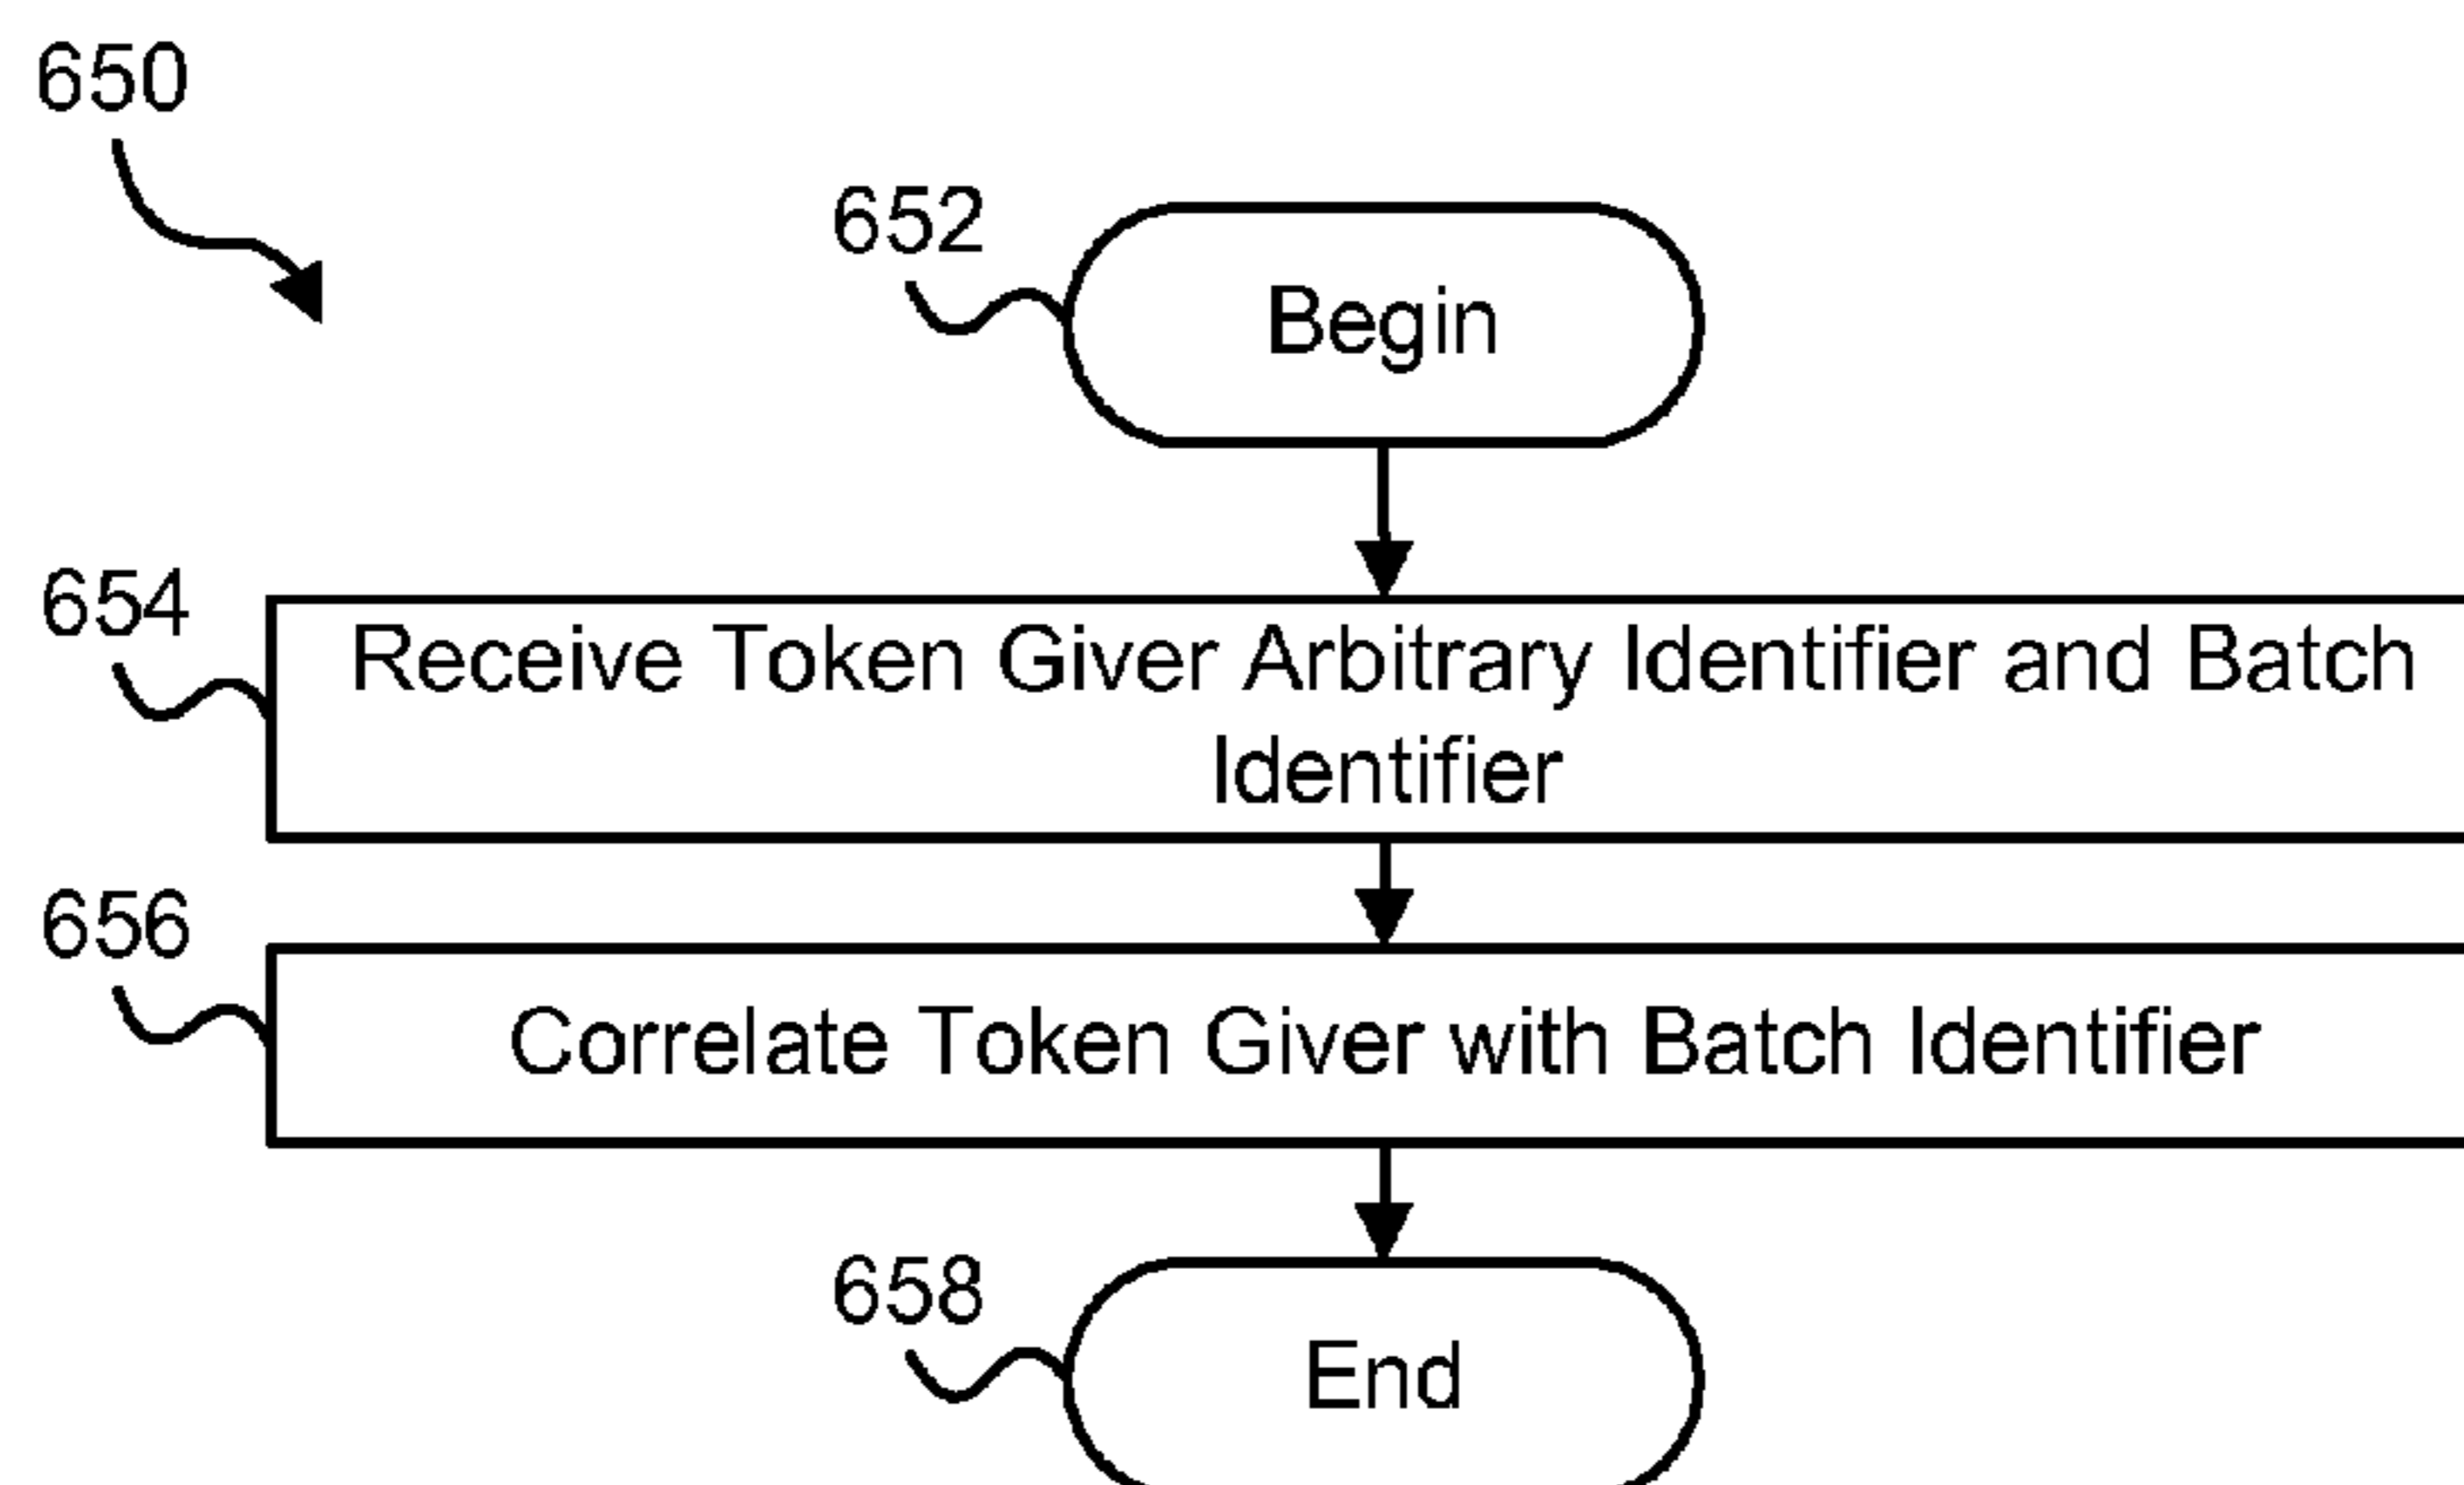 650
652
Begin
654
Receive Token Giver Arbitrary Identifier and Batch
Identifier
656
Correlate Token Giver with Batch Identifier
658
End